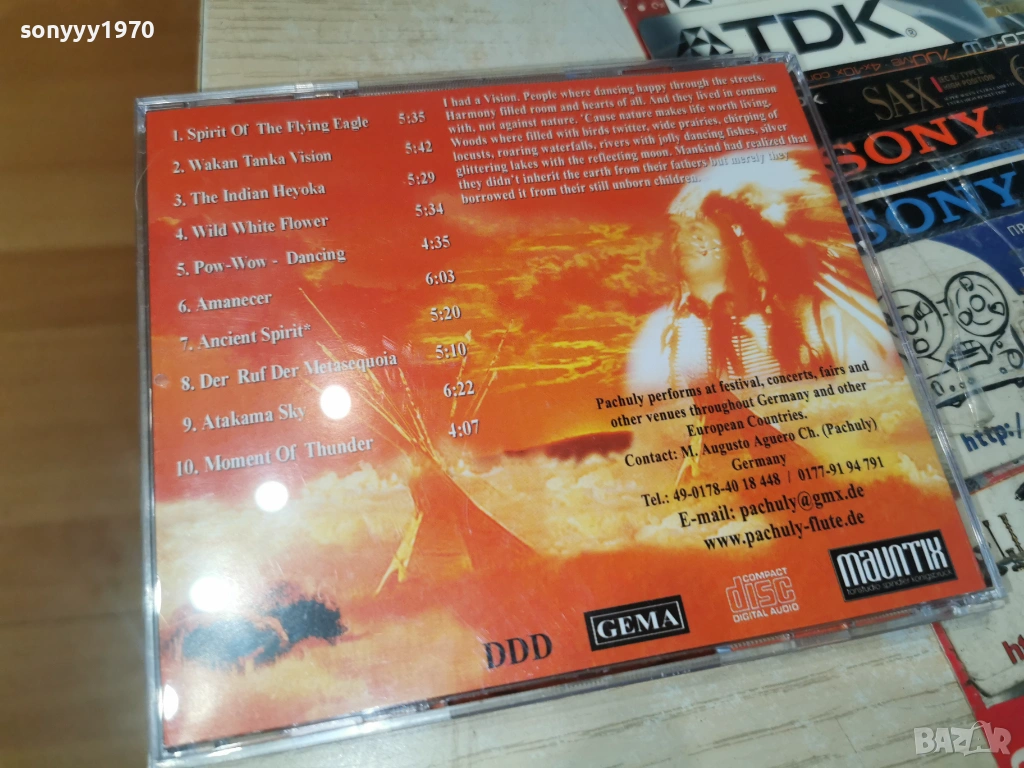 sonyyy1970
TDK
SA-X
SONY
SONY
1. Spirit Of The Flying Eagle 5:35
2. Wakan Tanka Vision 5:42
3. The Indian Heyoka 5:29
4. Wild White Flower 5:34
5. Pow-Wow - Dancing 4:35
6. Amanecer 6:03
7. Ancient Spirit* 5:20
8. Der Ruf Der Metasequoia 5:10
9. Atakama Sky 6:22
10. Moment Of Thunder 4:07
I had a Vision. People where dancing happy through the streets.
Harmony filled room and hearts of all. And they lived in common
with, not against nature. 'Cause nature makes life worth living.
Woods where filled with birds twitter, wide prairies, chirping of
locusts, roaring waterfalls, rivers with jolly dancing fishes, silver
glittering lakes with the reflecting moon. Mankind had realized that
they didn't inherit the earth from their fathers but merely they
borrowed it from their still unborn children.
Pachuly performs at festival, concerts, fairs and
other venues throughout Germany and other
European Countries.
Contact: M. Augusto Aguero Ch. (Pachuly)
Germany
Tel.: 49-0178-40 18 448 / 0177-91 94 791
E-mail: pachuly@gmx.de
www.pachuly-flute.de
DDD
GEMA
COMPACT
disc
DIGITAL AUDIO
MAUNTIX
tonstudio spindler königsbrück
http:/
BAZAR